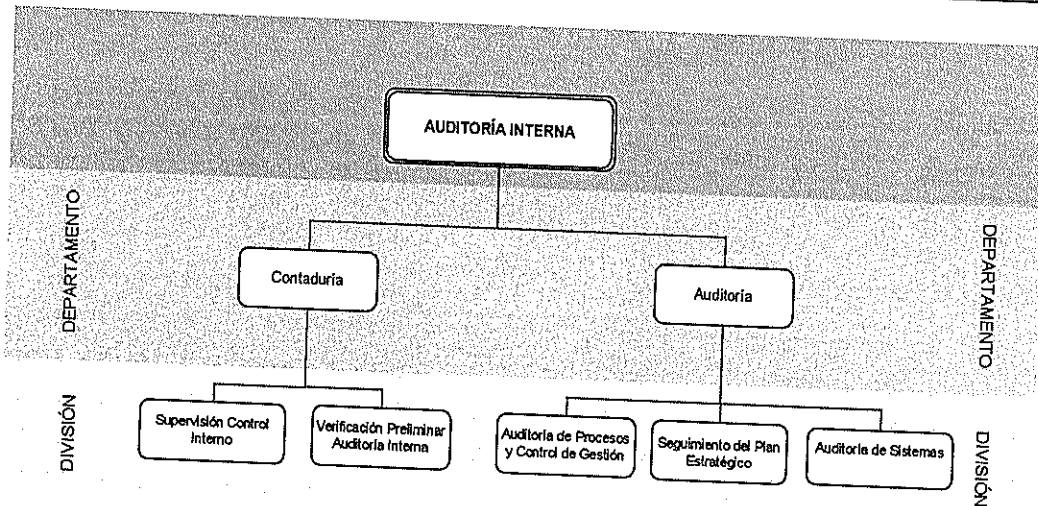 AUDITORÍA INTERNA
DEPARTAMENTO
DEPARTAMENTO
Contaduría
Auditoría
DIVISIÓN
DIVISIÓN
Supervisión Control
Interno
Verificación Preliminar
Auditoría Interna
Auditoría de Procesos
y Control de Gestión
Seguimiento del Plan
Estratégico
Auditoría de Sistemas